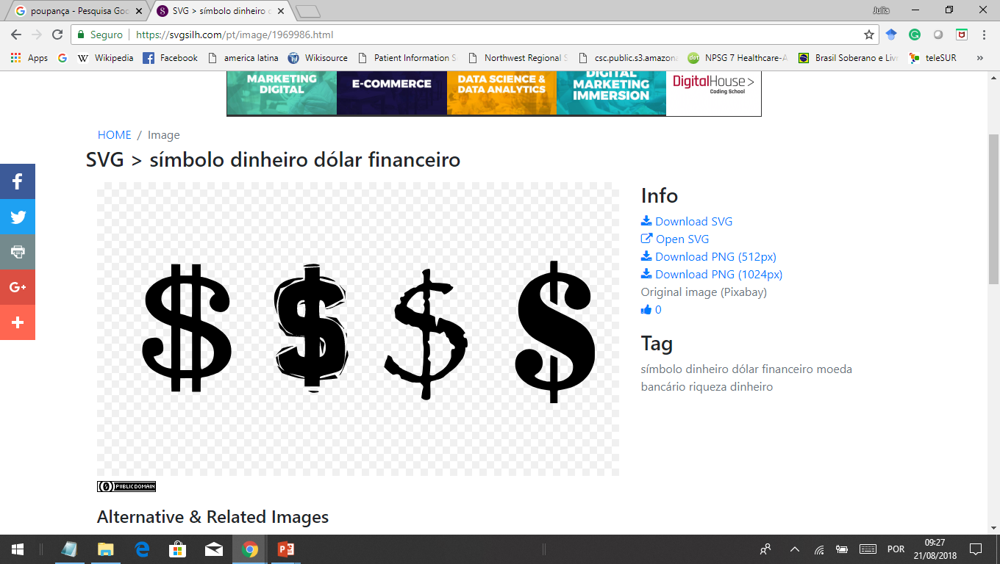 poupança - Pesquisa Goo
SVG > símbolo dinheiro d
Julia
Seguro
https://svgsilh.com/pt/image/1969986.html
Apps
Wikipedia
Facebook
america latina
Wikisource
Patient Information S
Northwest Regional S
csc.public.s3.amazona
NPSG 7 Healthcare-A
Brasil Soberano e Livr
teleSUR
»
MARKETING
DIGITAL
E-COMMERCE
DATA SCIENCE &
DATA ANALYTICS
DIGITAL
MARKETING
IMMERSION
DigitalHouse>
Coding School
HOME / Image
SVG > símbolo dinheiro dólar financeiro
$ $ $ $
Info
Download SVG
Open SVG
Download PNG (512px)
Download PNG (1024px)
Original image (Pixabay)
0
Tag
símbolo dinheiro dólar financeiro moeda
bancário riqueza dinheiro
PUBLIC DOMAIN
Alternative & Related Images
POR
09:27
21/08/2018